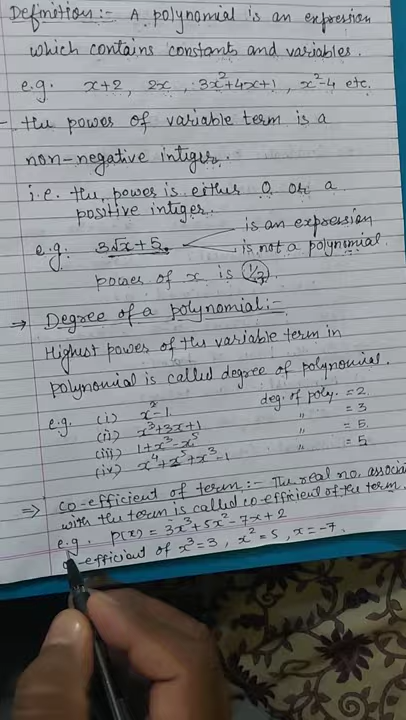 Definition:- A polynomial is an expression
which contains constants and variables.
e.g. x+2, 2x, 3x²+4x+1, x²-4 etc.
- the power of variable term is a
non-negative intiger.
i.e. the power is either 0 or a
positive intiger.
e.g. 3√x+5. is an expression
is not a polynomial.
power of x is 1/2
⇒ Degree of a polynomial:-
Highest power of the variable term in
polynomial is called degree of polynomial.
e.g. (i) x²-1 deg. of poly. = 2.
(ii) x³+3x+1 " = 3
(iii) 1+x³-x⁵ " = 5.
(iv) x⁴+x⁵+x³-1 " = 5.
⇒ co-efficient of term:- The real no. associa
with the term is called co-efficient of the term.
e.g. p(x) = 3x³+5x²-7x+2
co-efficient of x³=3, x²=5, x=-7.